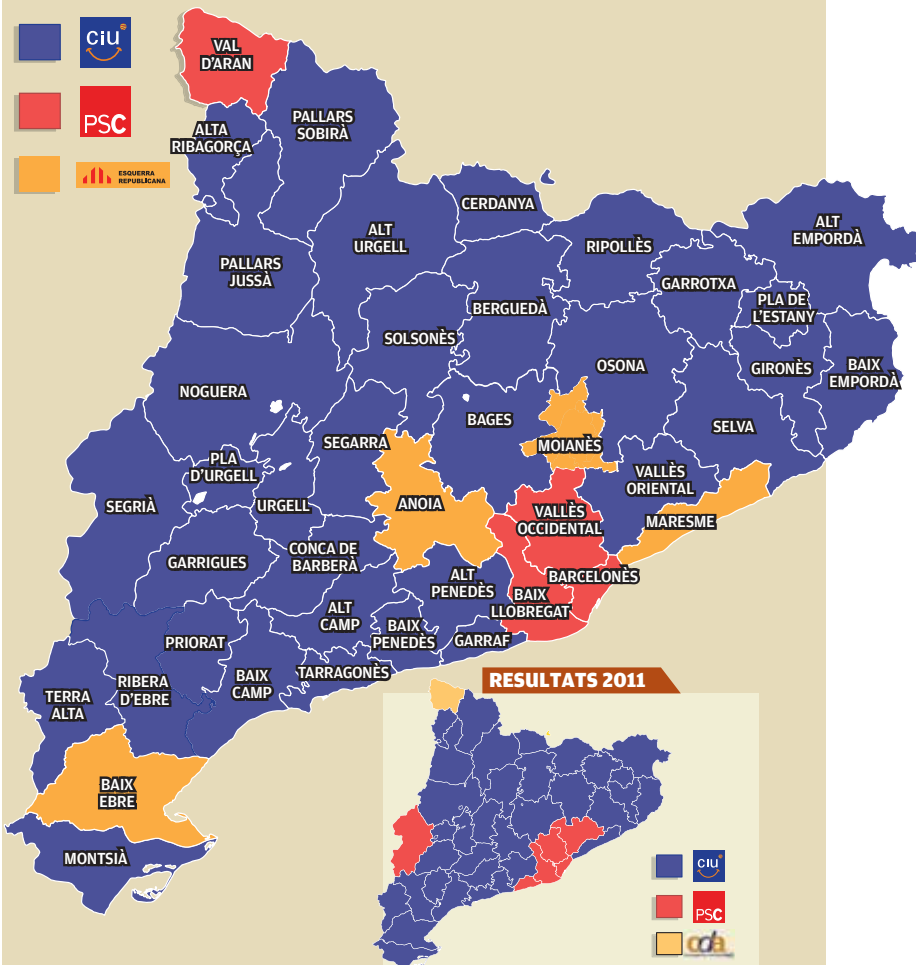 ciu
VAL
D'ARAN
PSC
PALLARS
SOBIRÀ
ALTA
RIBAGORÇA
ESQUERRA
REPUBLICANA
CERDANYA
ALT
URGELL
RIPOLLÈS
ALT
EMPORDÀ
PALLARS
JUSSÀ
GARROTXA
PLA DE
L'ESTANY
BERGUEDÀ
SOLSONÈS
OSONA
GIRONÈS
BAIX
EMPORDÀ
NOGUERA
BAGES
SELVA
SEGARRA
MOIANÈS
PLA
D'URGELL
VALLÈS
ORIENTAL
SEGRIÀ
URGELL
ANOIA
VALLÈS
OCCIDENTAL
MARESME
GARRIGUES
CONCA DE
BARBERÀ
ALT
PENEDÈS
BARCELONÈS
BAIX
LLOBREGAT
ALT
CAMP
BAIX
PENEDÈS
GARRAF
PRIORAT
TARRAGONÈS
BAIX
CAMP
RIBERA
D'EBRE
TERRA
ALTA
RESULTATS 2011
BAIX
EBRE
MONTSIÀ
ciu
PSC
cda